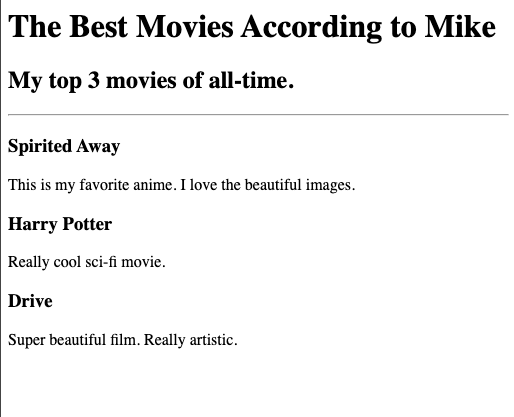 The Best Movies According to Mike
My top 3 movies of all-time.
Spirited Away
This is my favorite anime. I love the beautiful images.
Harry Potter
Really cool sci-fi movie.
Drive
Super beautiful film. Really artistic.